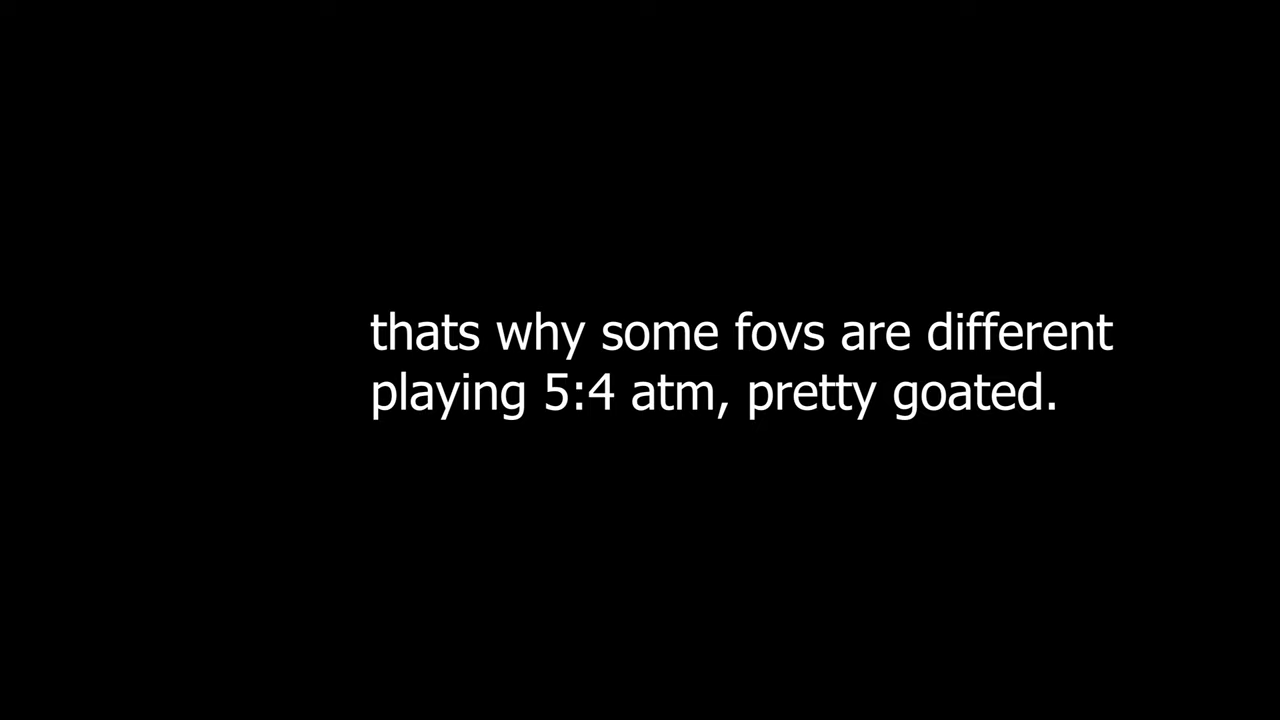 thats why some fovs are different
playing 5:4 atm, pretty goated.